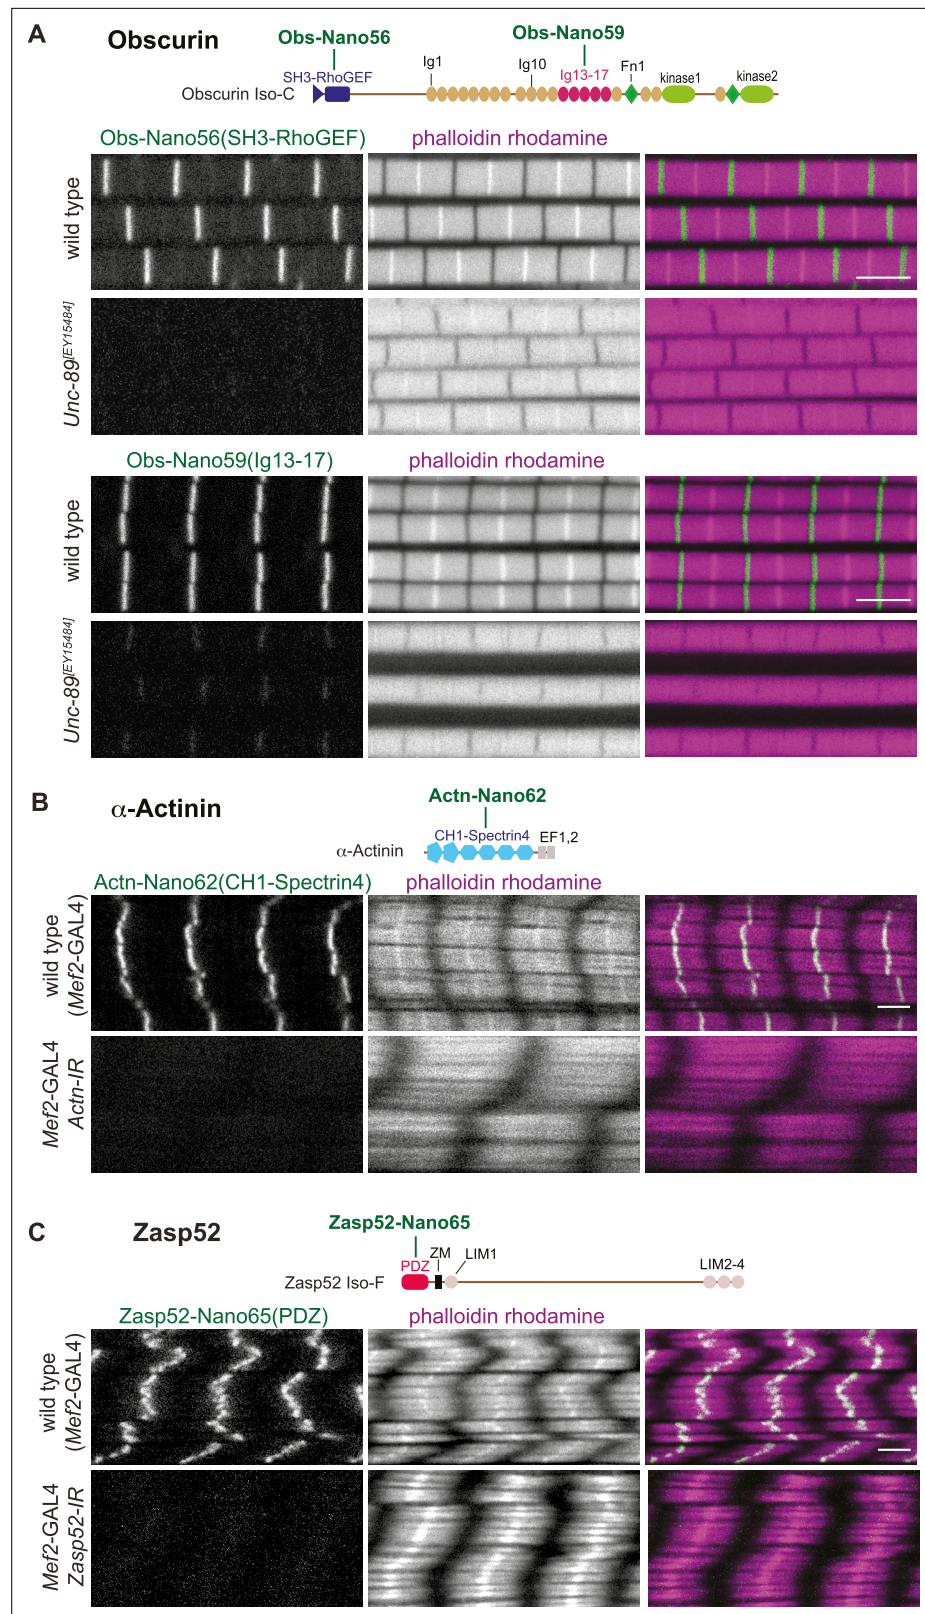 A
Obscurin
Obs-Nano56
Obs-Nano59
SH3-RhoGEF
Ig1
Ig10
Ig13-17
Fn1
kinase1
kinase2
Obscurin Iso-C
Obs-Nano56(SH3-RhoGEF)
phalloidin rhodamine
wild type
Unc-89[EY15484]
Obs-Nano59(Ig13-17)
phalloidin rhodamine
wild type
Unc-89[EY15484]
B
α-Actinin
Actn-Nano62
CH1-Spectrin4
EF1,2
α-Actinin
Actn-Nano62(CH1-Spectrin4)
phalloidin rhodamine
wild type
(Mef2-GAL4)
Mef2-GAL4
Actn-IR
C
Zasp52
Zasp52-Nano65
PDZ
ZM
LIM1
LIM2-4
Zasp52 Iso-F
Zasp52-Nano65(PDZ)
phalloidin rhodamine
wild type
(Mef2-GAL4)
Mef2-GAL4
Zasp52-IR